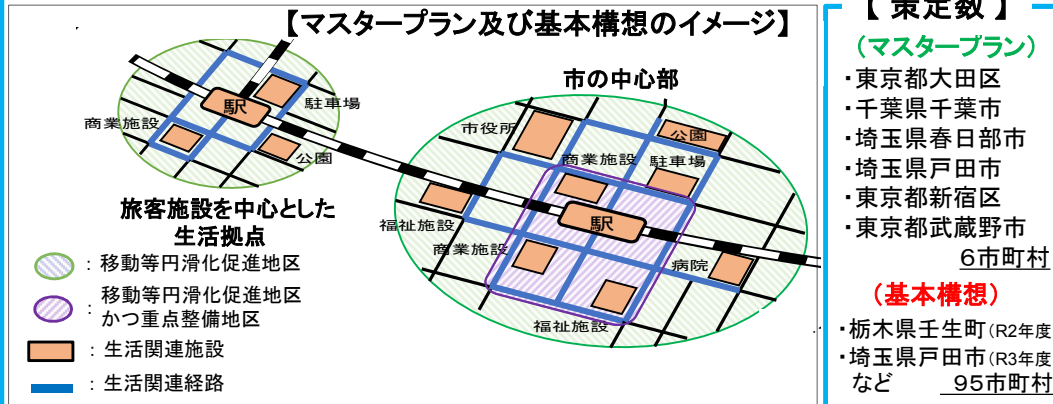 【マスタープラン及び基本構想のイメージ】
駅
駐車場
商業施設
公園
旅客施設を中心とした
生活拠点
市の中心部
市役所
公園
商業施設
駐車場
福祉施設
駅
商業施設
病院
福祉施設
：移動等円滑化促進地区
：移動等円滑化促進地区
かつ重点整備地区
：生活関連施設
：生活関連経路
【 策定数 】
（マスタープラン）
・東京都大田区
・千葉県千葉市
・埼玉県春日部市
・埼玉県戸田市
・東京都新宿区
・東京都武蔵野市
6市町村
（基本構想）
・栃木県壬生町(R2年度
・埼玉県戸田市(R3年度
など 95市町村